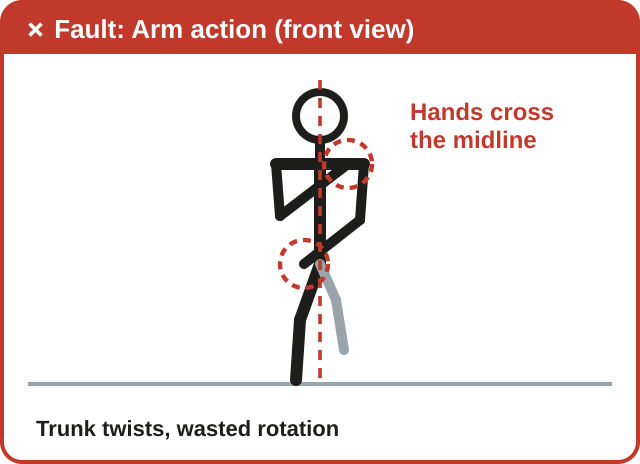 × Fault: Arm action (front view)
Hands cross
the midline
Trunk twists, wasted rotation